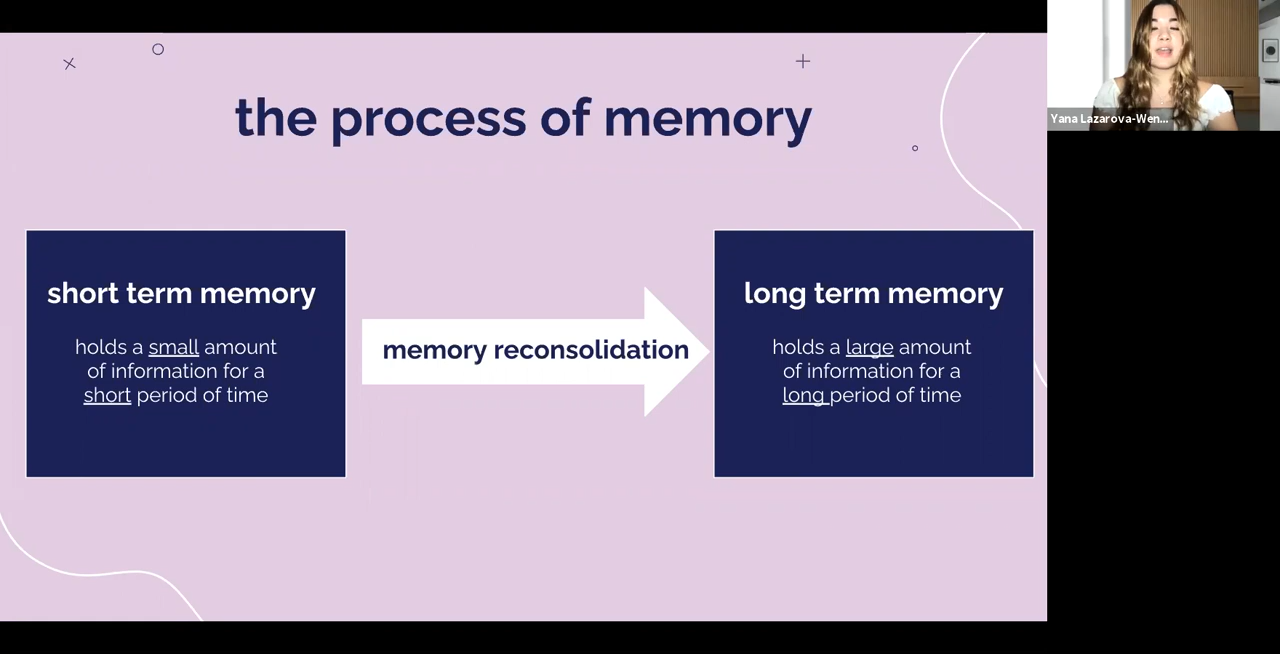 the process of memory
short term memory
holds a small amount
of information for a
short period of time
memory reconsolidation
long term memory
holds a large amount
of information for a
long period of time
Yana Lazarova-Wen...